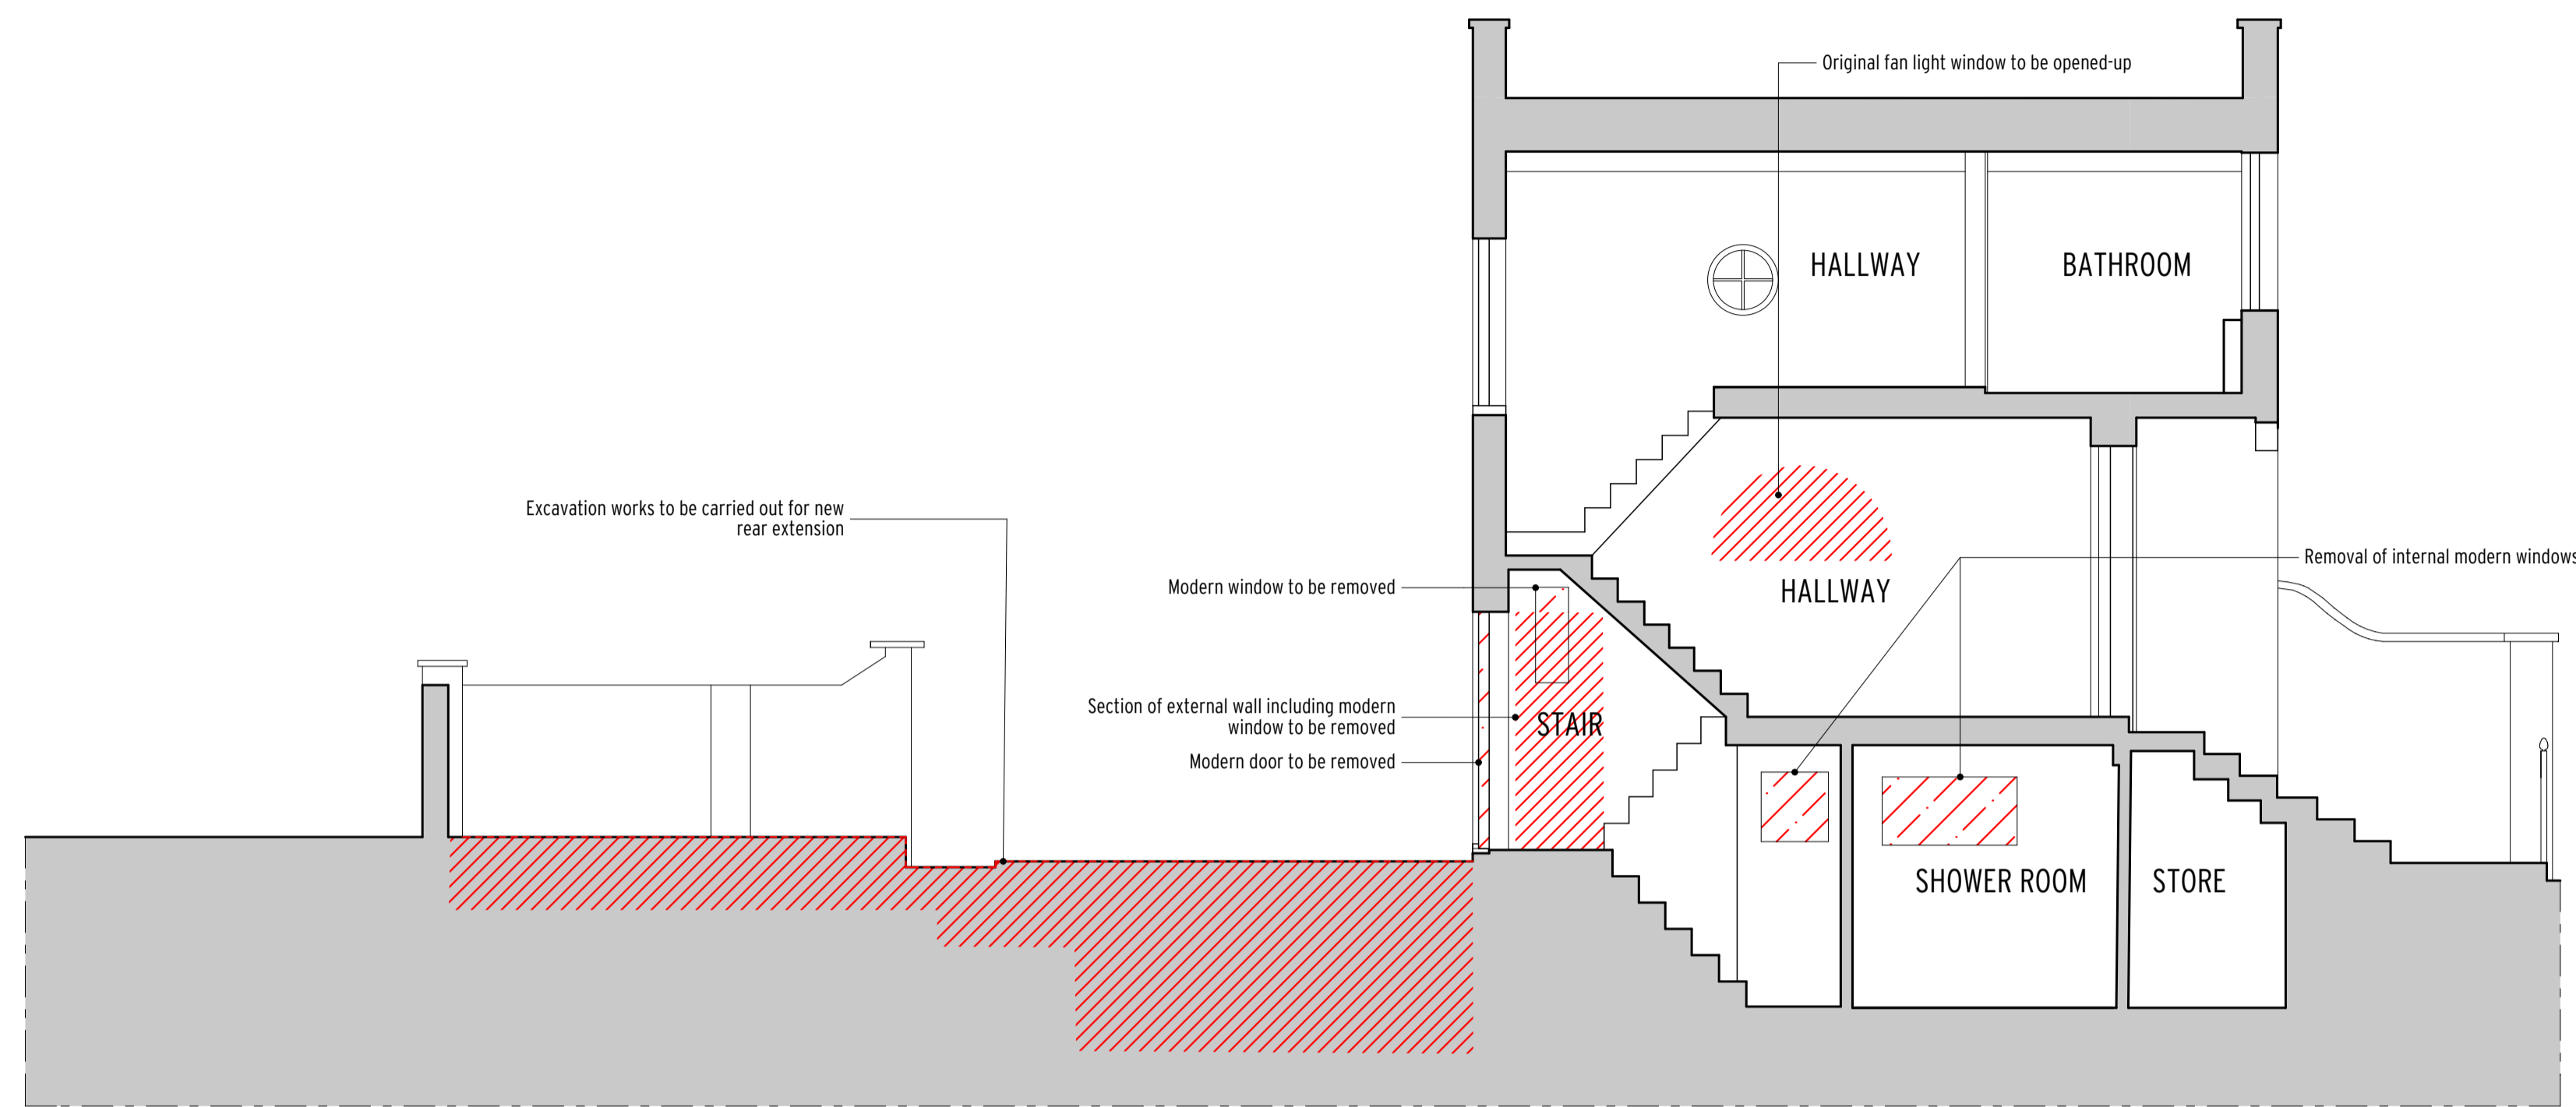 Original fan light window to be opened-up
HALLWAY
BATHROOM
Excavation works to be carried out for new
rear extension
Removal of internal modern windows
Modern window to be removed
HALLWAY
Section of external wall including modern
window to be removed
STAIR
Modern door to be removed
SHOWER ROOM
STORE